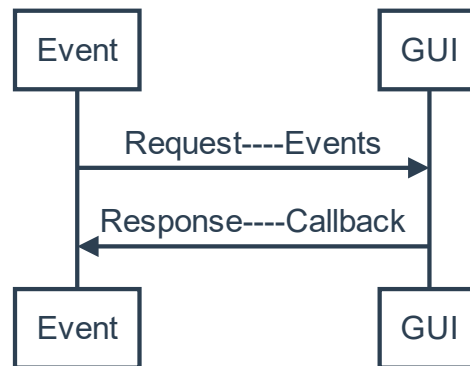 Event GUI
Request----Events
Response----Callback
Event GUI